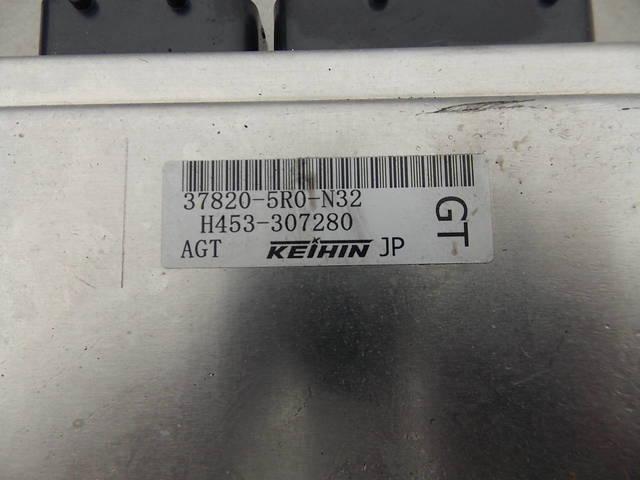 37820-5R0-N32
H453-307280
AGT KEIHIN JP
GT